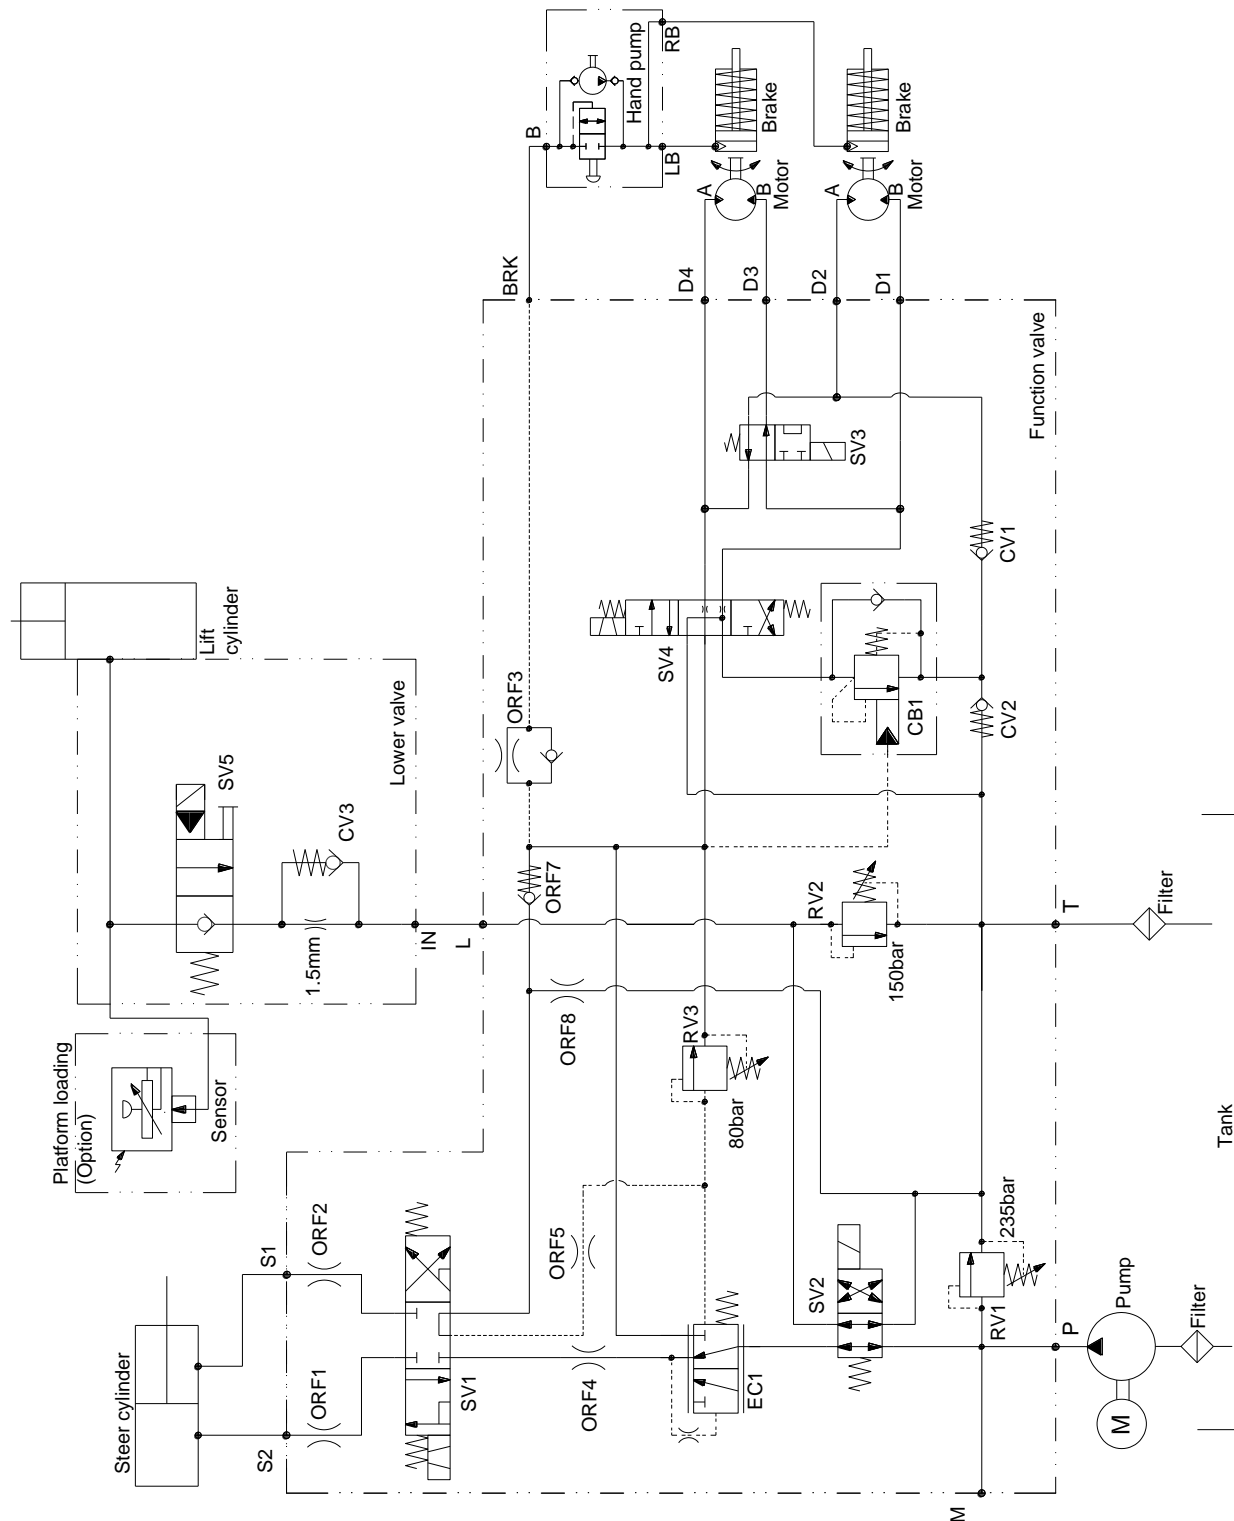 Steer cylinder
S2
S1
ORF1
ORF2
SV1
ORF4
ORF5
EC1
SV2
RV1
235bar
P
M
Pump
M
Filter
Tank
Platform loading
(Option)
Sensor
ORF8
RV3
80bar
Lift
cylinder
Lower valve
SV5
CV3
1.5mm
IN
L
ORF7
ORF3
RV2
150bar
T
Filter
SV4
CB1
CV2
CV1
SV3
Function valve
BRK
D4
D3
D2
D1
B
Hand pump
RB
LB
Brake
Brake
A
B
Motor
A
B
Motor